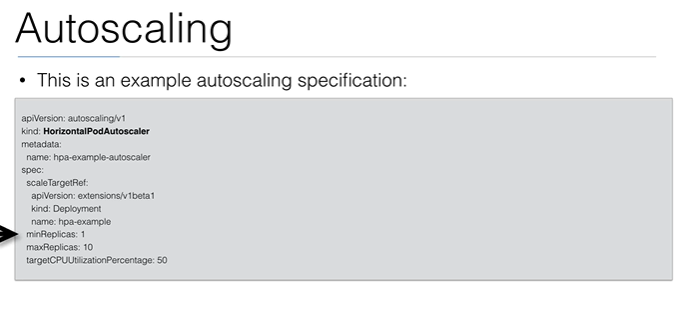 Autoscaling
• This is an example autoscaling specification:
apiVersion: autoscaling/v1
kind: HorizontalPodAutoscaler
metadata:
  name: hpa-example-autoscaler
spec:
  scaleTargetRef:
    apiVersion: extensions/v1beta1
    kind: Deployment
    name: hpa-example
  minReplicas: 1
  maxReplicas: 10
  targetCPUUtilizationPercentage: 50